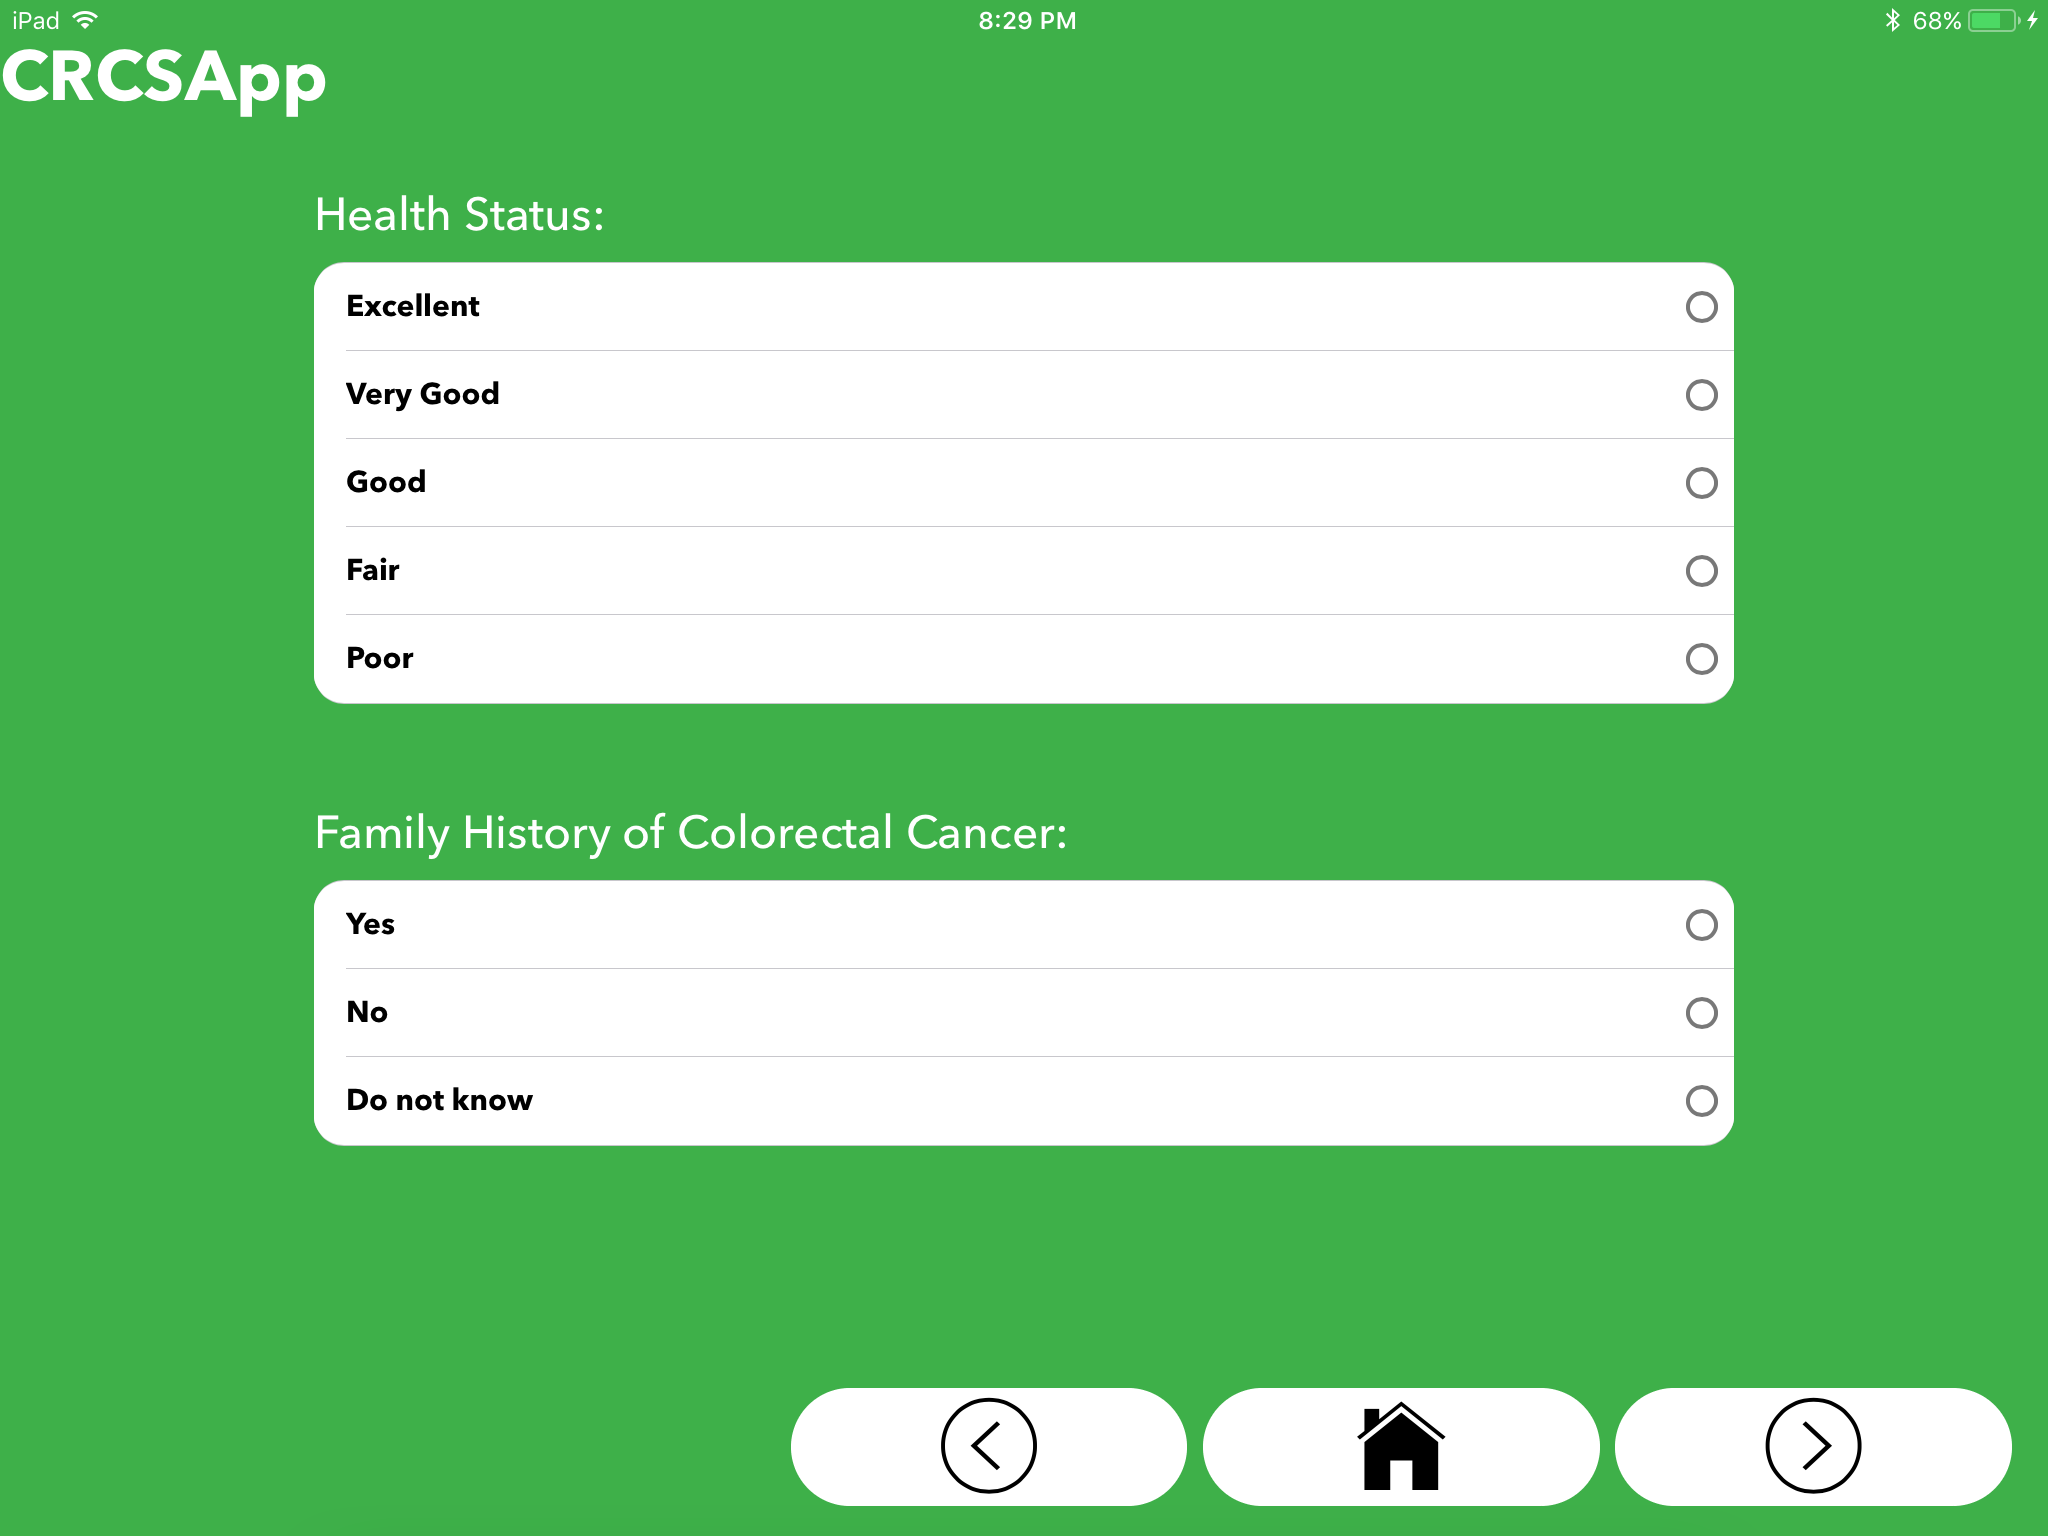 iPad 8:29 PM 68%
CRCSApp
Health Status:
Excellent
Very Good
Good
Fair
Poor
Family History of Colorectal Cancer:
Yes
No
Do not know